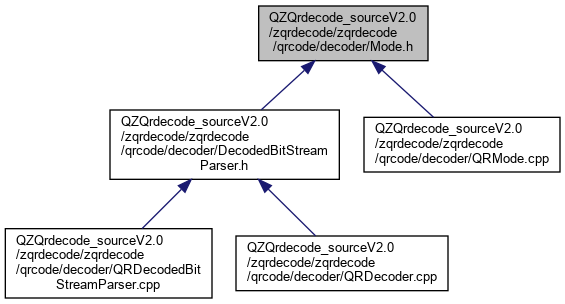 QZQrdecode_sourceV2.0
/zqrdecode/zqrdecode
/qrcode/decoder/Mode.h
QZQrdecode_sourceV2.0
/zqrdecode/zqrdecode
/qrcode/decoder/DecodedBitStream
Parser.h
QZQrdecode_sourceV2.0
/zqrdecode/zqrdecode
/qrcode/decoder/QRMode.cpp
QZQrdecode_sourceV2.0
/zqrdecode/zqrdecode
/qrcode/decoder/QRDecodedBit
StreamParser.cpp
QZQrdecode_sourceV2.0
/zqrdecode/zqrdecode
/qrcode/decoder/QRDecoder.cpp